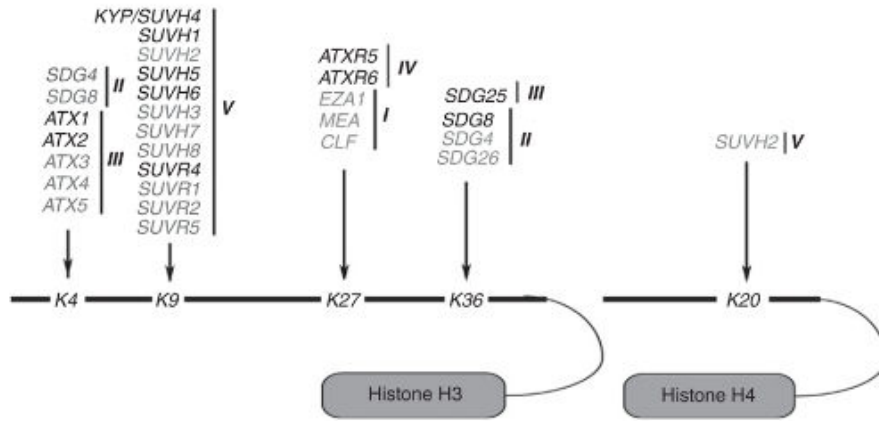 KYP/SUVH4
SUVH1
SUVH2
SUVH5
SUVH6
SUVH3
SUVH7
SUVH8
SUVR4
SUVR1
SUVR2
SUVR5
V
SDG4
SDG8
II
ATX1
ATX2
ATX3
ATX4
ATX5
III
ATXR5
ATXR6
IV
EZA1
MEA
CLF
I
SDG25
III
SDG8
SDG4
SDG26
II
SUVH2
V
K4
K9
K27
K36
K20
Histone H3
Histone H4